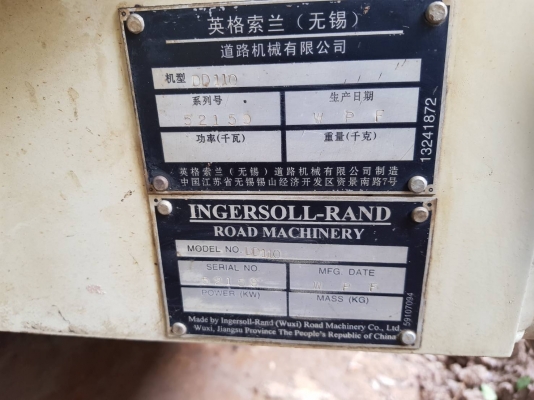 英格索兰（无锡）
道路机械有限公司
机型 DD110
系列号 生产日期
功率(千瓦) 重量(千克)
英格索兰（无锡）道路机械有限公司制造
中国江苏省无锡锡山经济开发区资景南路7号
13241872
INGERSOLL-RAND
ROAD MACHINERY
MODEL NO.
SERIAL NO. MFG. DATE
POWER (KW) MASS (KG)
Made by Ingersoll-Rand (Wuxi) Road Machinery Co., Ltd.
Wuxi, Jiangsu Province The People's Republic of China
59107094